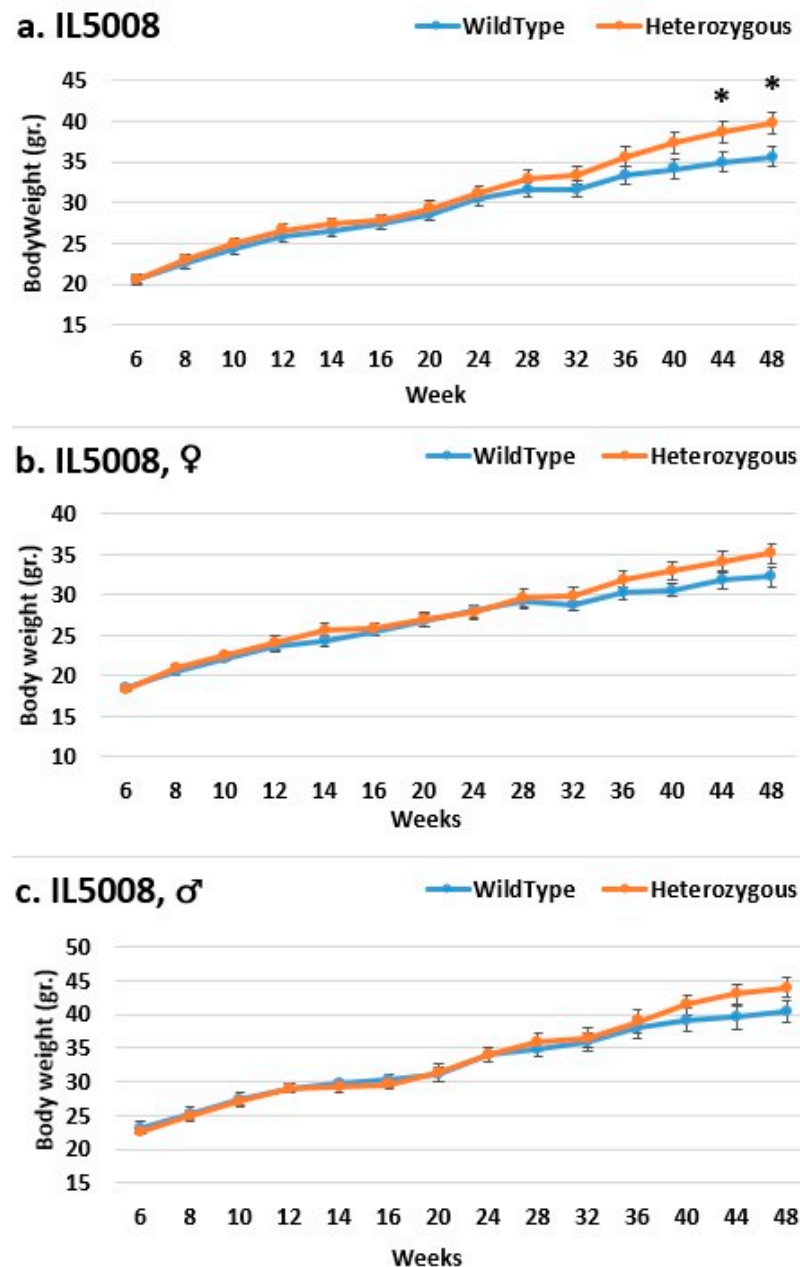 a. IL5008
WildType Heterozygous
45
40
35
30
25
20
15
* *
BodyWeight (gr.)
6 8 10 12 14 16 20 24 28 32 36 40 44 48
Week
b. IL5008, ♀
WildType Heterozygous
40
35
30
25
20
15
10
Body weight (gr.)
6 8 10 12 14 16 20 24 28 32 36 40 44 48
Weeks
c. IL5008, ♂
WildType Heterozygous
50
45
40
35
30
25
20
15
Body weight (gr.)
6 8 10 12 14 16 20 24 28 32 36 40 44 48
Weeks